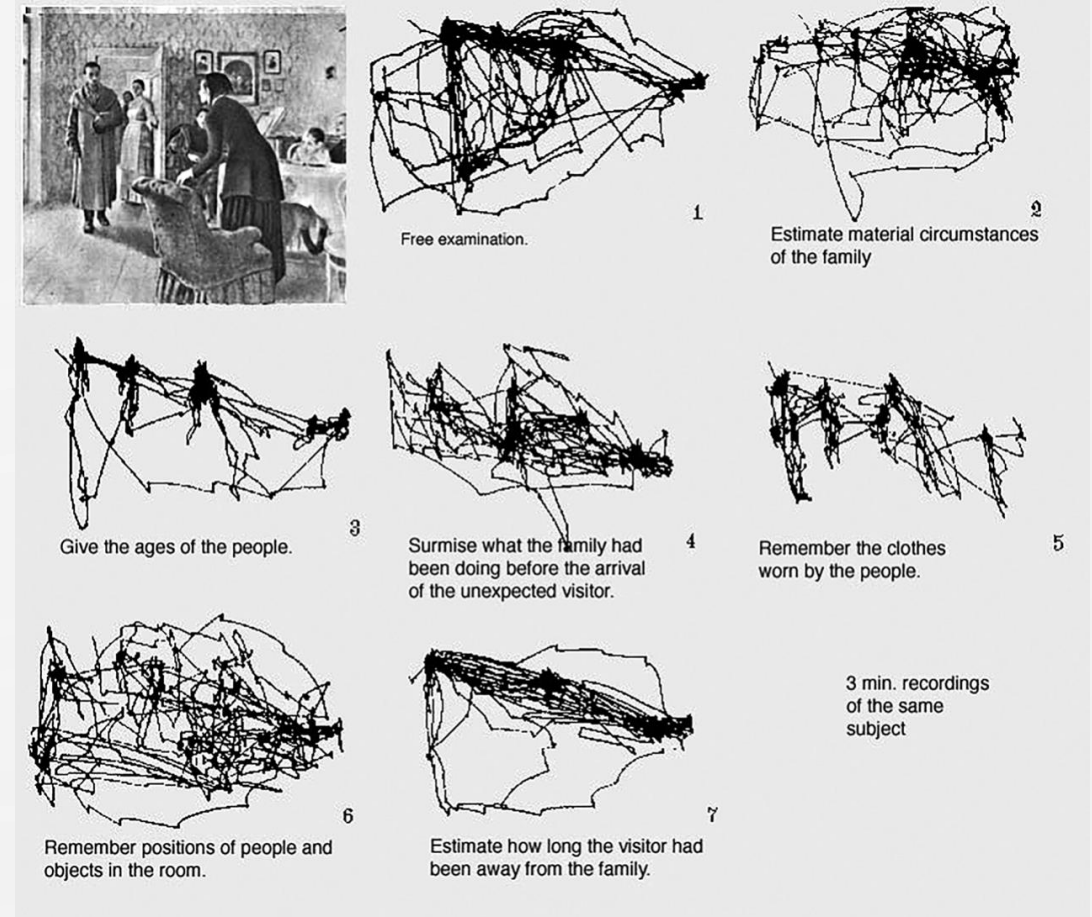 1
Free examination.
2
Estimate material circumstances
of the family
3
Give the ages of the people.
4
Surmise what the family had
been doing before the arrival
of the unexpected visitor.
5
Remember the clothes
worn by the people.
6
Remember positions of people and
objects in the room.
7
Estimate how long the visitor had
been away from the family.
3 min. recordings
of the same
subject